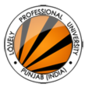 LOVELY PROFESSIONAL UNIVERSITY
PUNJAB (INDIA)